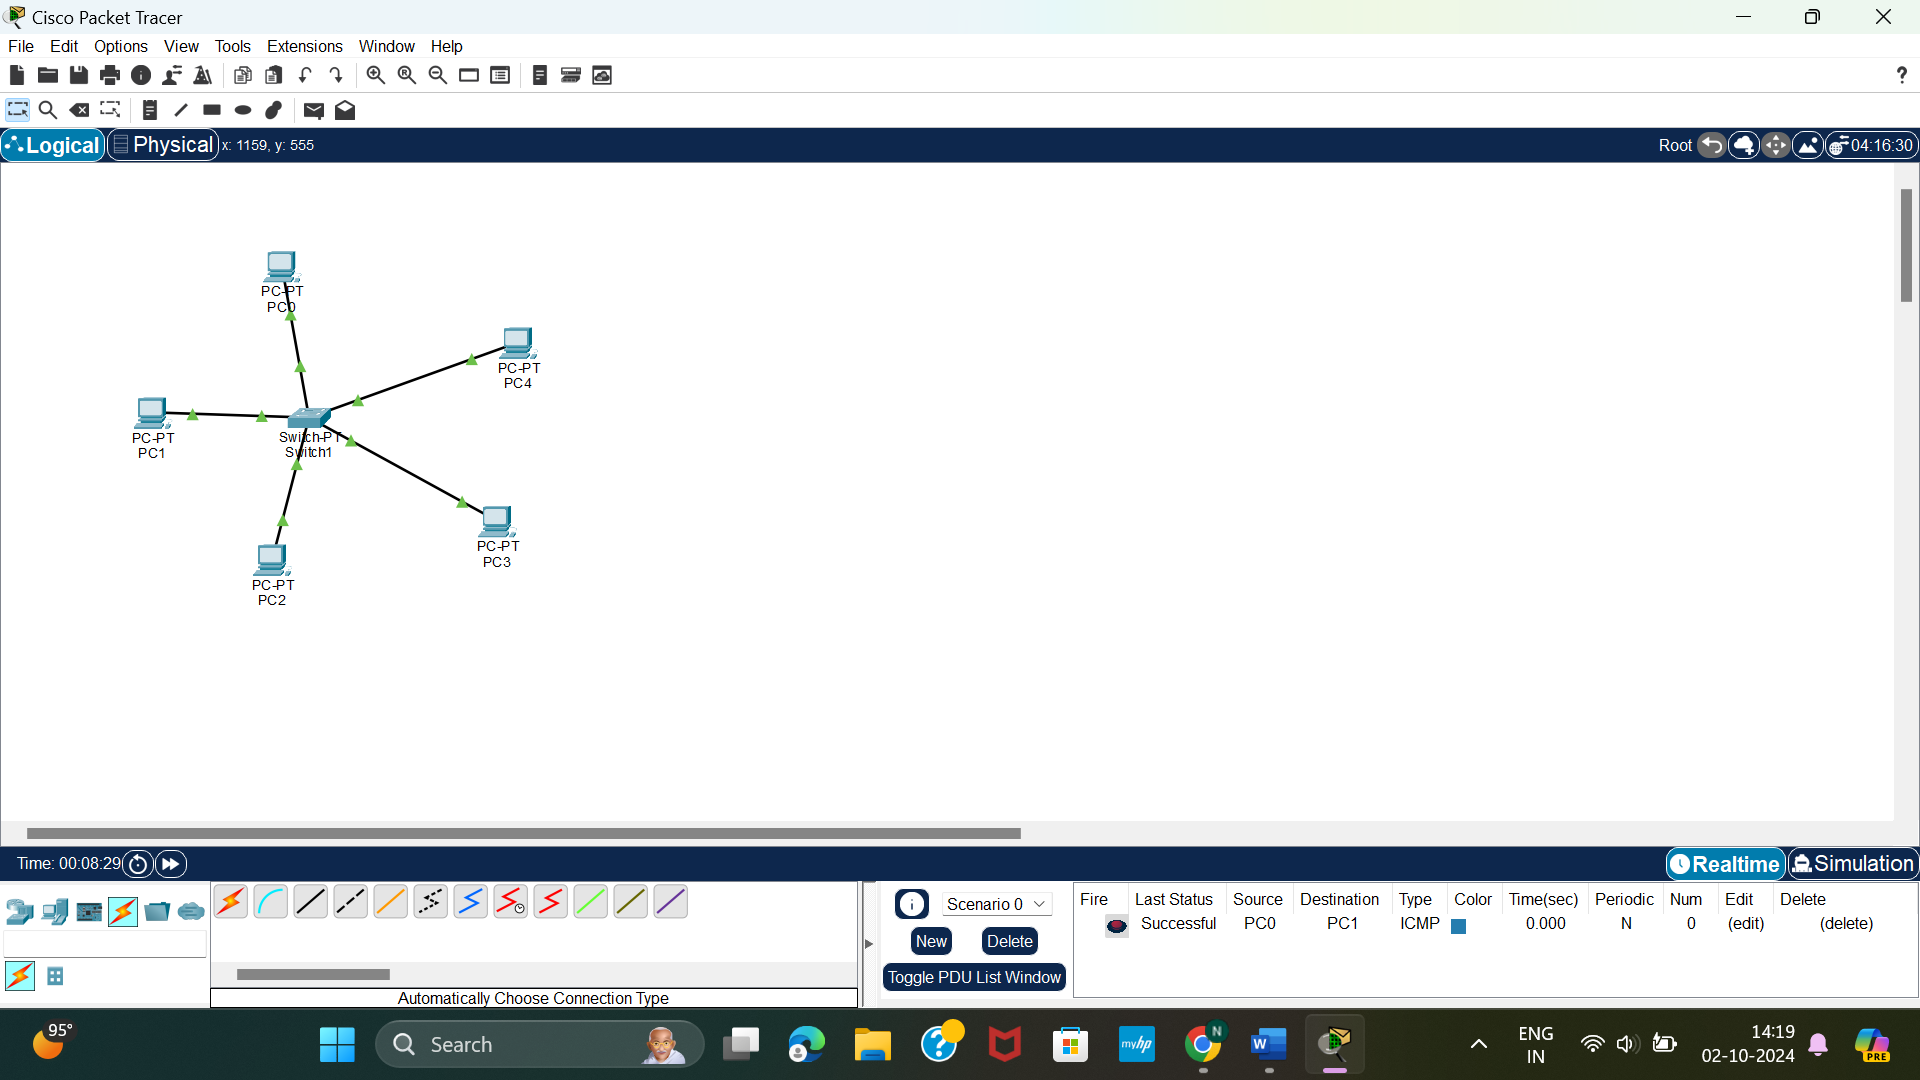 Cisco Packet Tracer
File Edit Options View Tools Extensions Window Help
?
Logical Physical x: 1159, y: 555 Root 04:16:30
PC-PT
PC0
PC-PT
PC4
PC-PT
PC1
Switch-PT
Switch1
PC-PT
PC3
PC-PT
PC2
Time: 00:08:29 Realtime Simulation
Scenario 0
New Delete
Toggle PDU List Window
Fire Last Status Source Destination Type Color Time(sec) Periodic Num Edit Delete
Successful PC0 PC1 ICMP 0.000 N 0 (edit) (delete)
Automatically Choose Connection Type
95°
Search
?
myhp
N
W
ENG
IN
14:19
02-10-2024
PRE